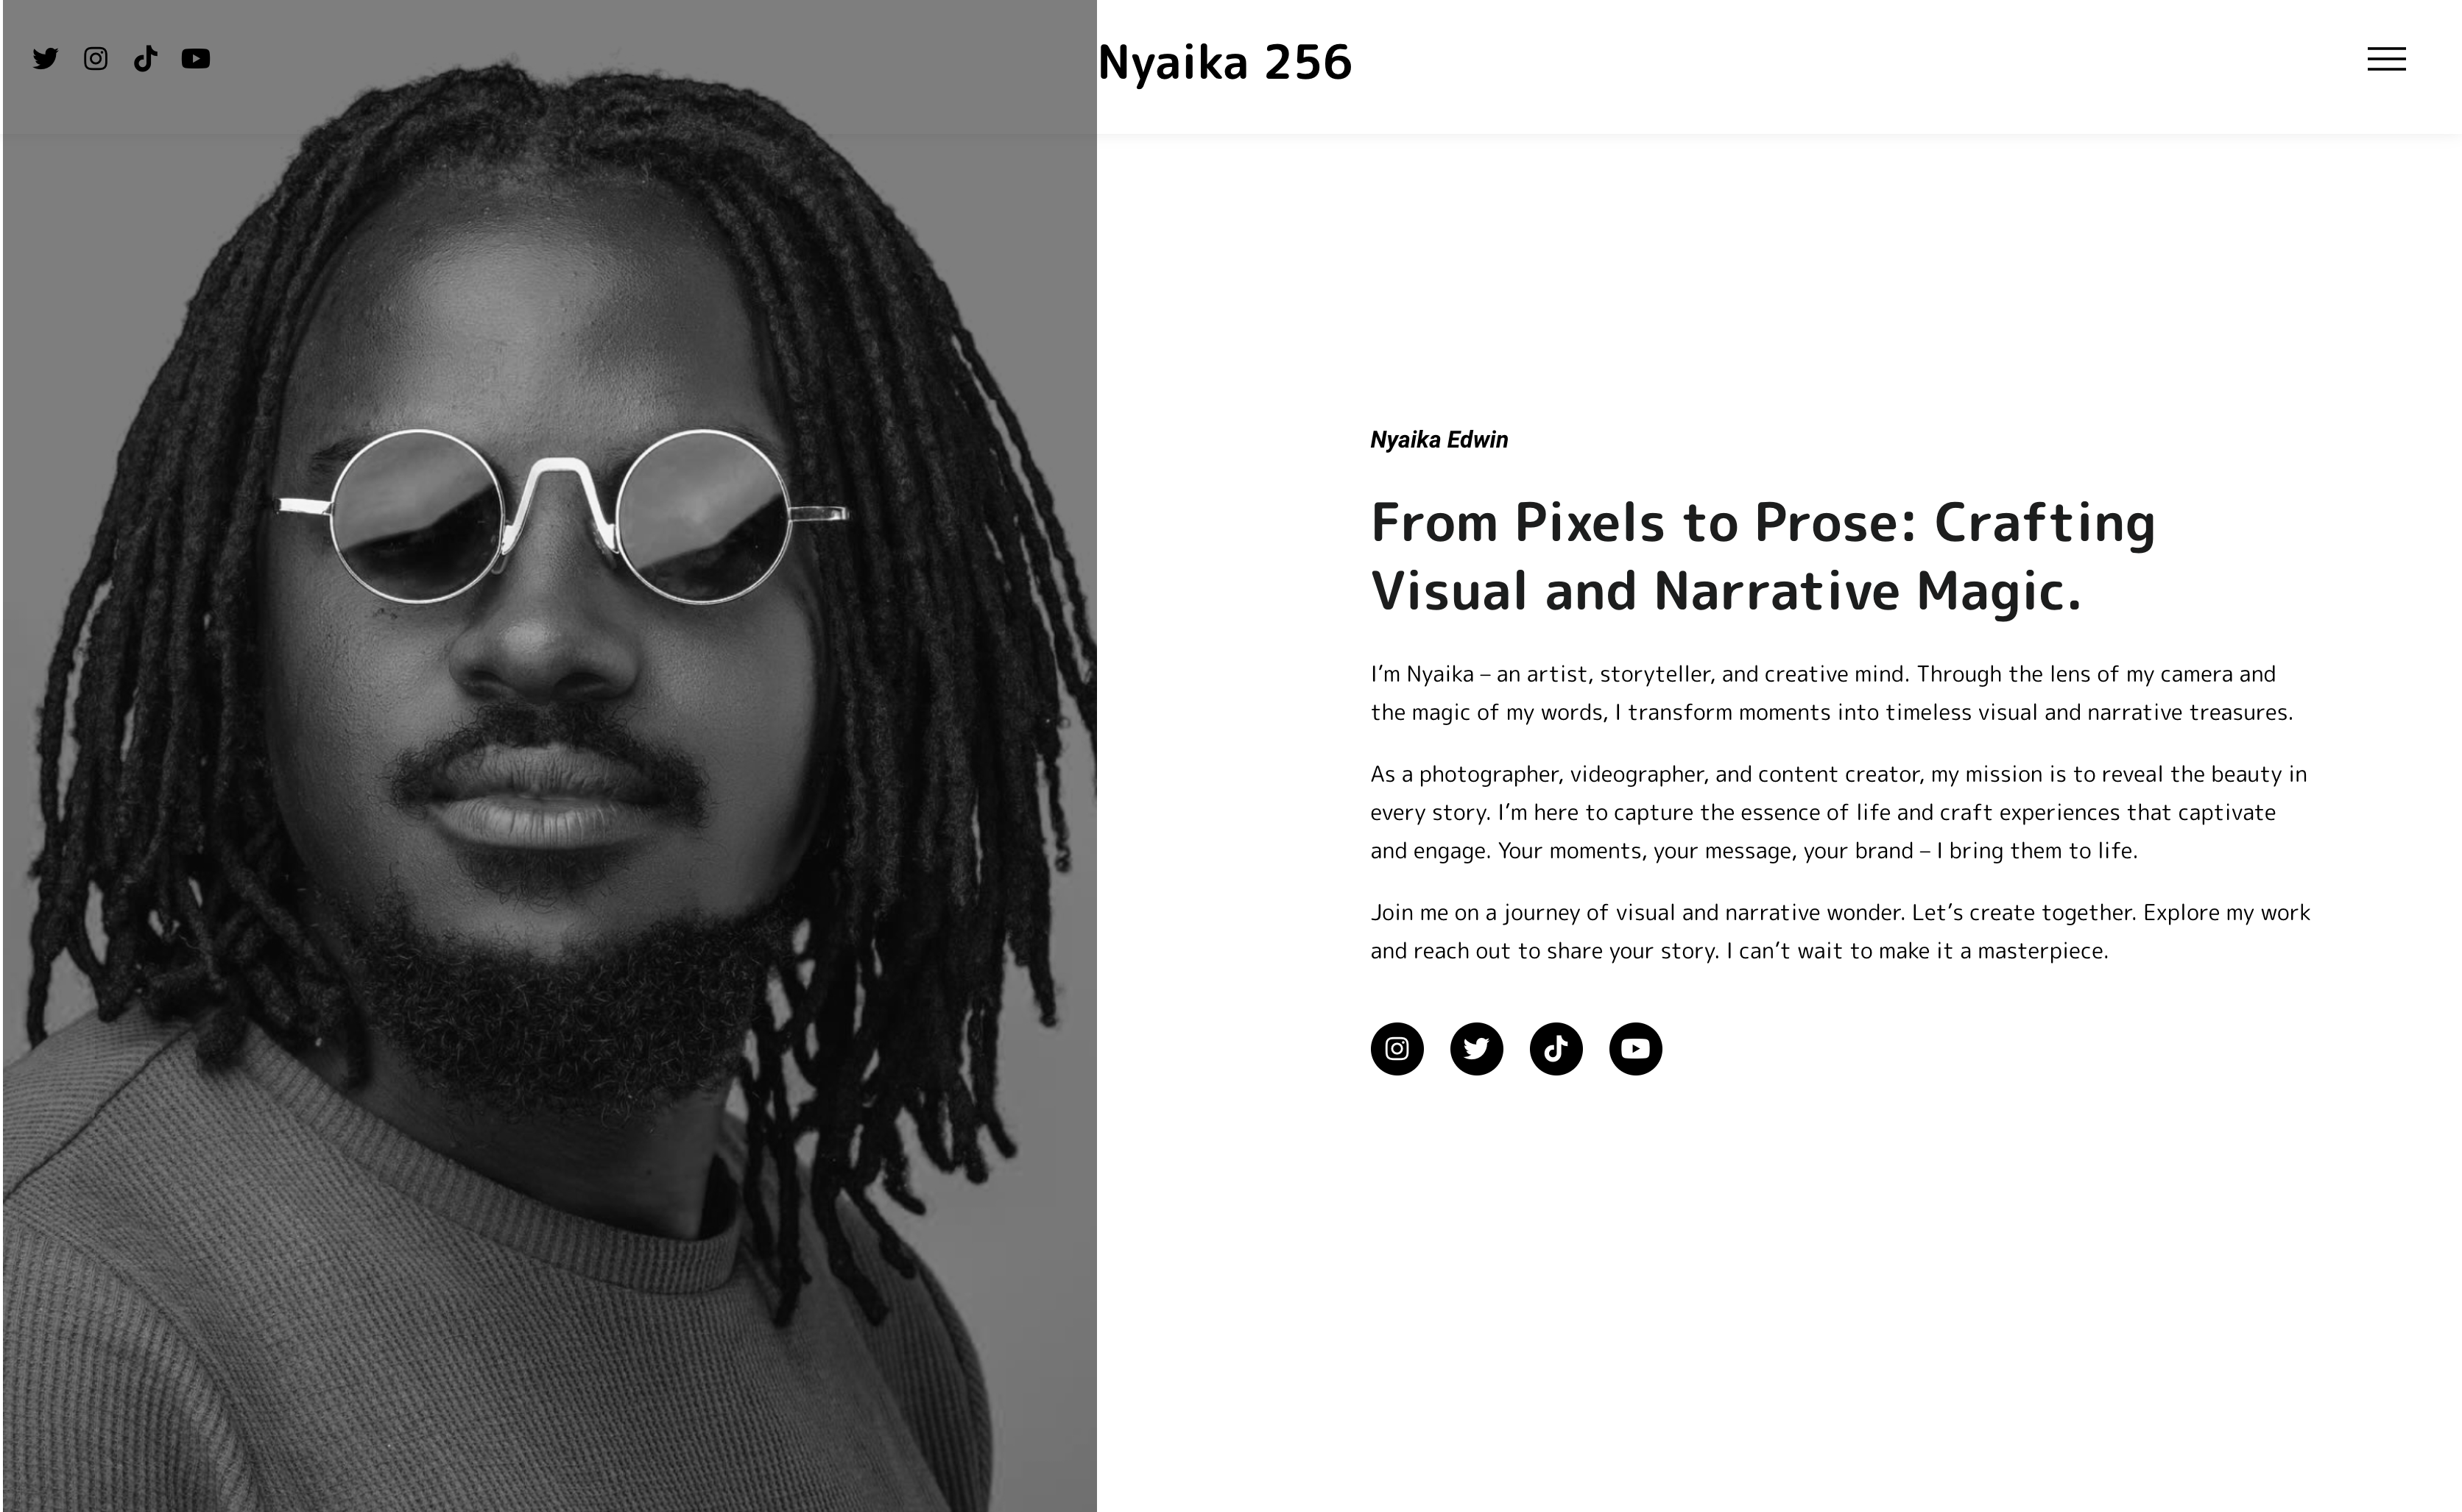 Nyaika 256
Nyaika Edwin
From Pixels to Prose: Crafting
Visual and Narrative Magic.
I’m Nyaika – an artist, storyteller, and creative mind. Through the lens of my camera and
the magic of my words, I transform moments into timeless visual and narrative treasures.
As a photographer, videographer, and content creator, my mission is to reveal the beauty in
every story. I’m here to capture the essence of life and craft experiences that captivate
and engage. Your moments, your message, your brand – I bring them to life.
Join me on a journey of visual and narrative wonder. Let’s create together. Explore my work
and reach out to share your story. I can’t wait to make it a masterpiece.